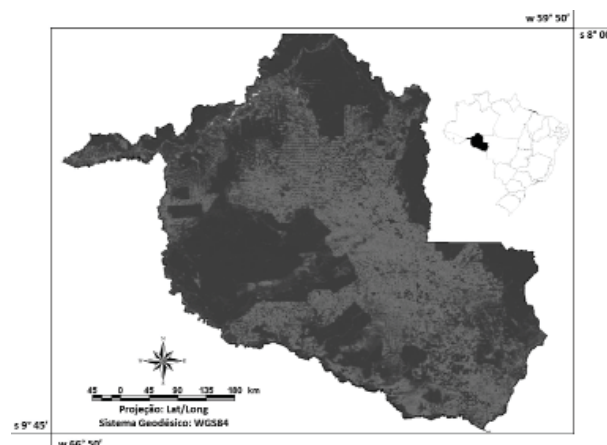 w 59° 50'
s 8° 00
N
45 0 45 90 135 180 km
Projeção: Lat/Long
Sistema Geodésico: WGS84
s 9° 45'
w 66° 50'